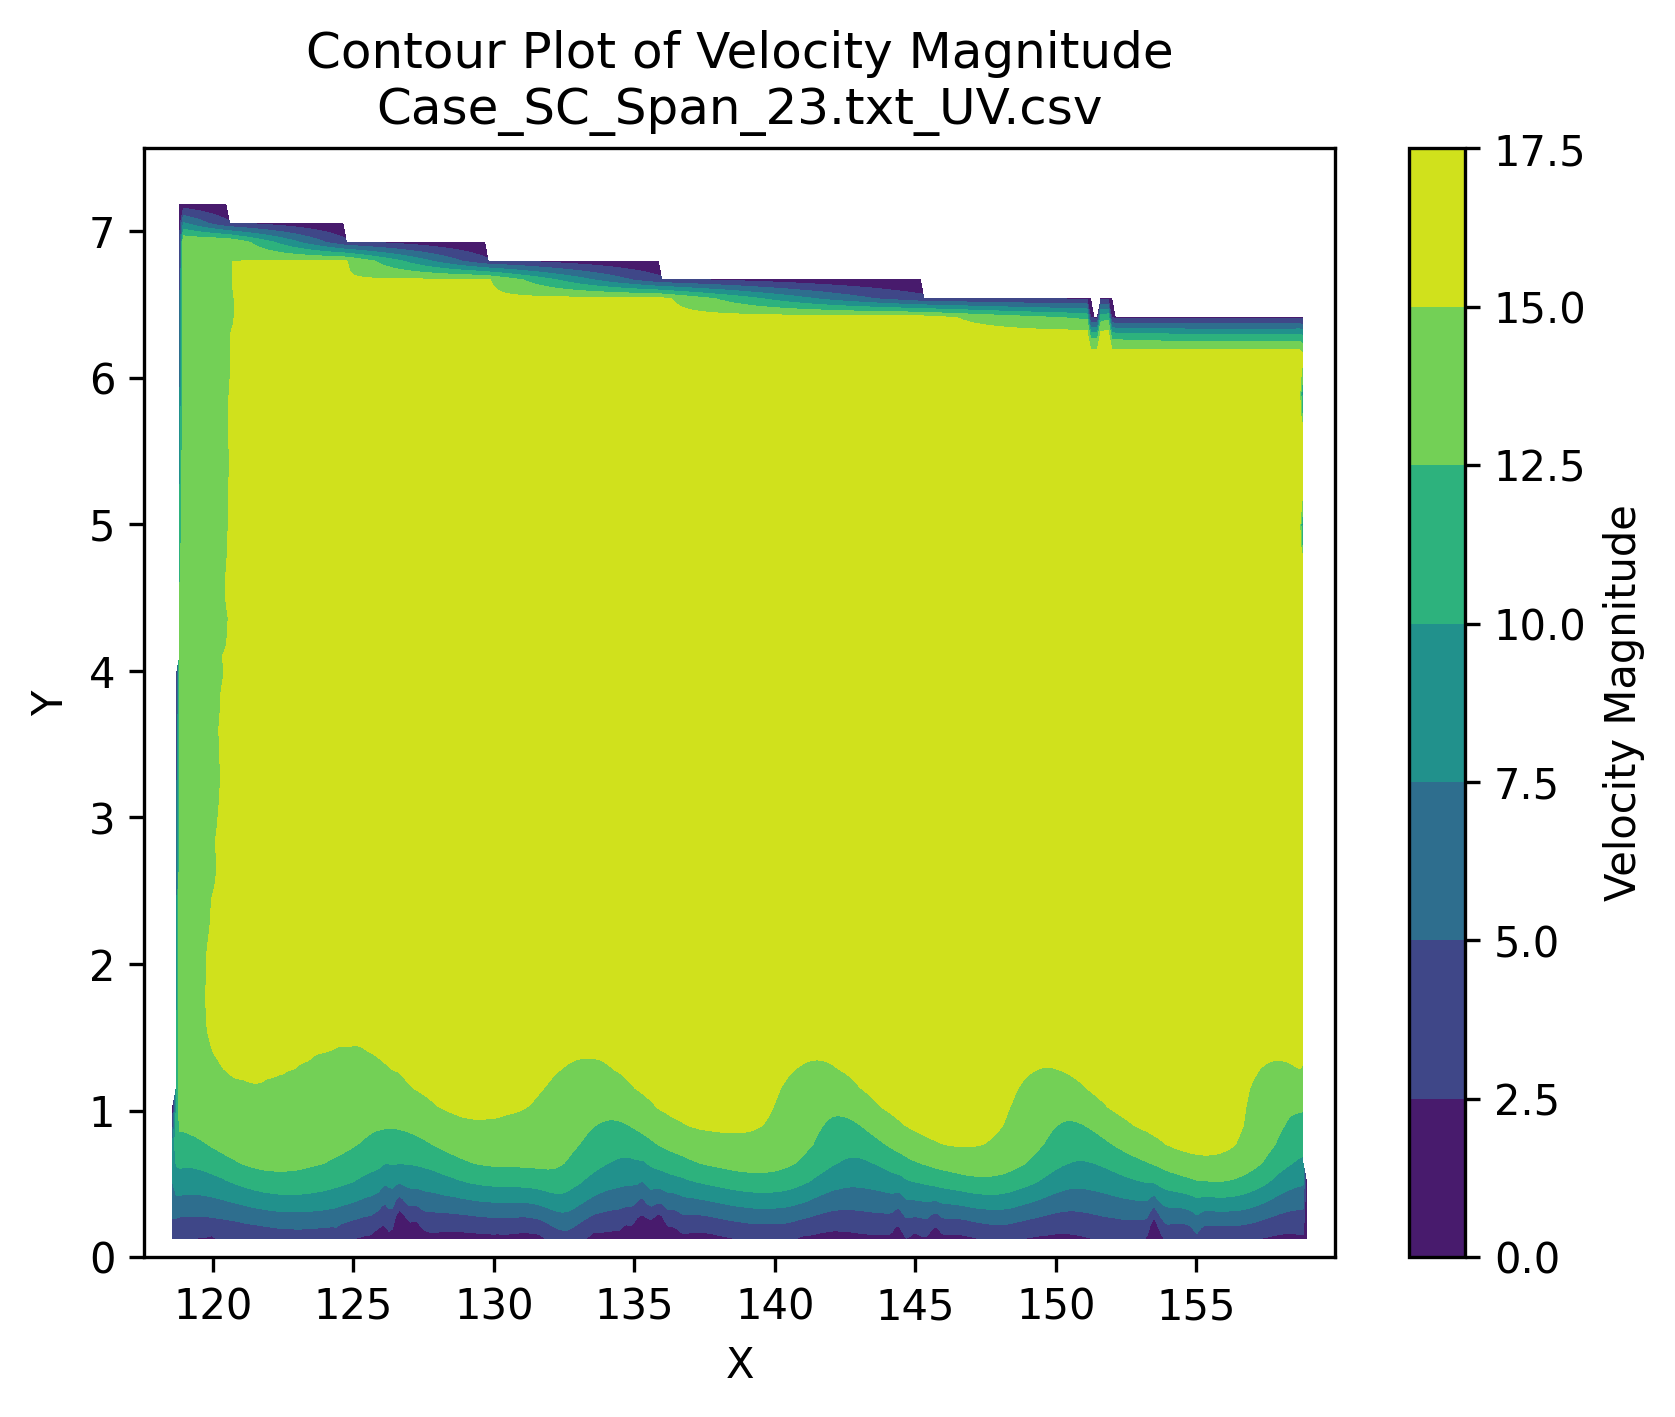 Contour Plot of Velocity Magnitude
Case_SC_Span_23.txt_UV.csv
7
6
5
4
3
2
1
0
Y
120 125 130 135 140 145 150 155
X
17.5
15.0
12.5
10.0
7.5
5.0
2.5
0.0
Velocity Magnitude